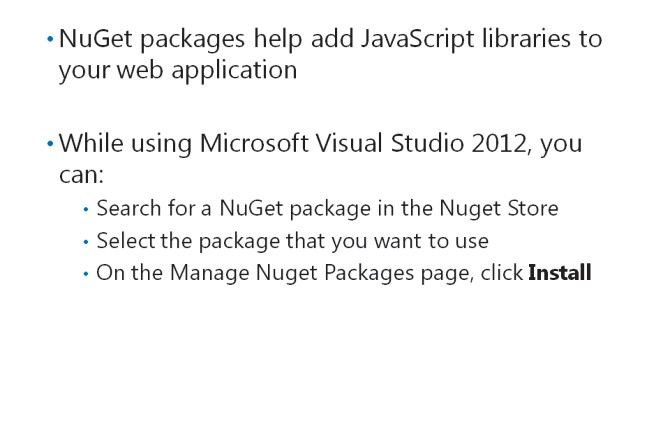 • NuGet packages help add JavaScript libraries to
your web application
• While using Microsoft Visual Studio 2012, you
can:
• Search for a NuGet package in the Nuget Store
• Select the package that you want to use
• On the Manage Nuget Packages page, click Install